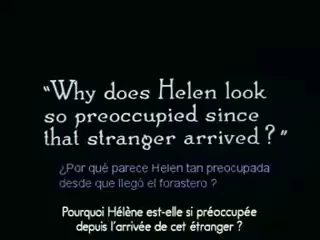 "Why does Helen look
so preoccupied since
that stranger arrived?"
¿Por qué parece Helen tan preocupada
desde que llegó el forastero ?
Pourquoi Hélène est-elle si préoccupée
depuis l'arrivée de cet étranger ?